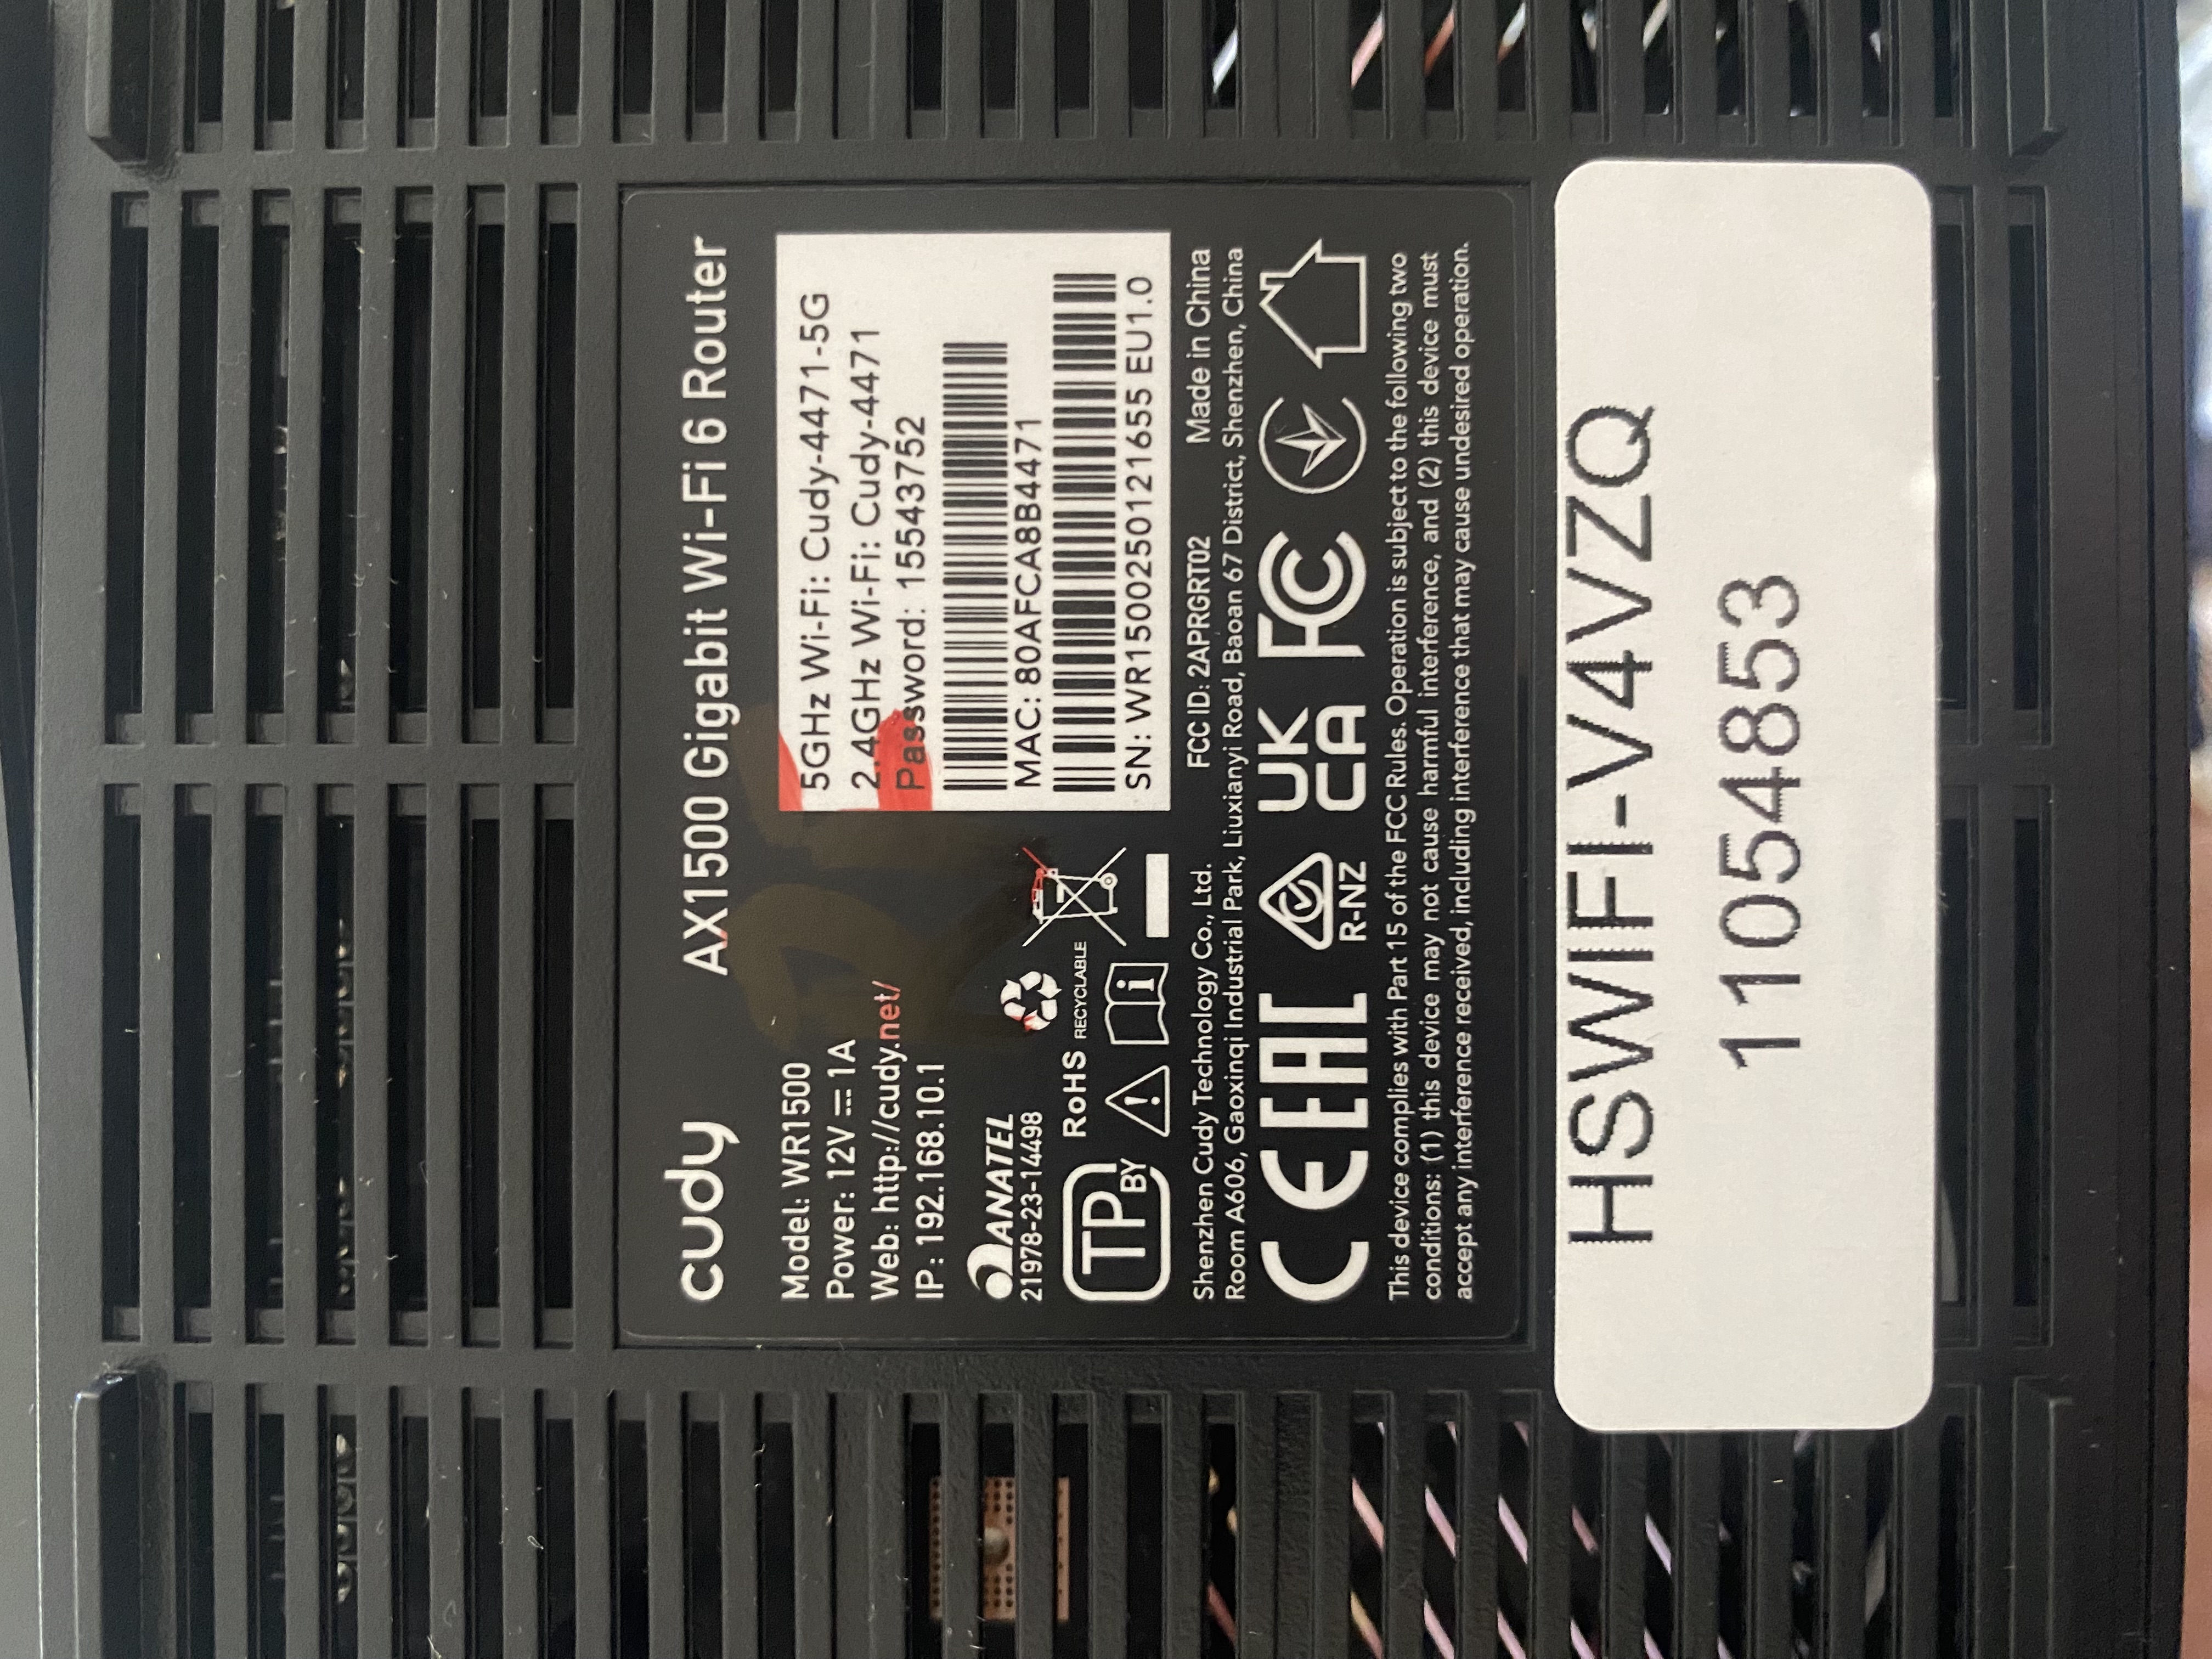 cudy AX1500 Gigabit Wi-Fi 6 Router
Model: WR1500
Power: 12V ⎓ 1A
Web: http://cudy.net/
IP: 192.168.10.1
5GHz Wi-Fi: Cudy-4471-5G
2.4GHz Wi-Fi: Cudy-4471
Password: 15543752
MAC: 80AFCA8B4471
SN: WR1500250121655 EU1.0
ANATEL
21978-23-14498
RoHS
RECYCLABLE
TP BY
Shenzhen Cudy Technology Co., Ltd. FCC ID: 2APRGRT02 Made in China
Room A606, Gaoxinqi Industrial Park, Liuxianyi Road, Baoan 67 District, Shenzhen, China
CE EAC R-NZ UK CA FC
This device complies with Part 15 of the FCC Rules. Operation is subject to the following two
conditions: (1) this device may not cause harmful interference, and (2) this device must
accept any interference received, including interference that may cause undesired operation.
HSWIFI-V4VZQ
11054853